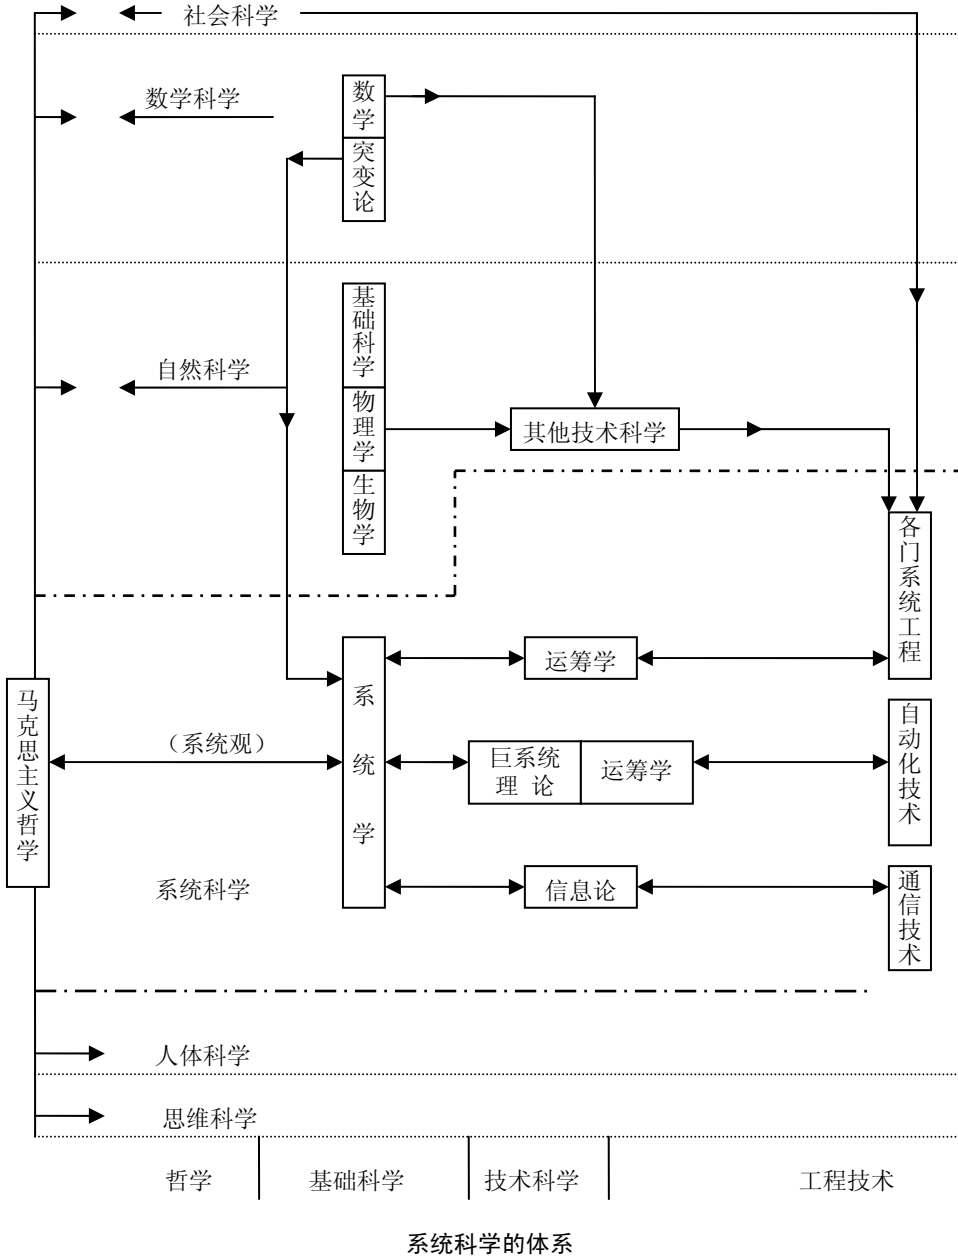 社会科学
数学科学
数学
突变论
基础科学
自然科学
物理学
其他技术科学
生物学
各门系统工程
运筹学
系统学
马克思主义哲学
（系统观）
巨系统
理 论
运筹学
自动化技术
系统科学
信息论
通信技术
人体科学
思维科学
哲学
基础科学
技术科学
工程技术
系统科学的体系